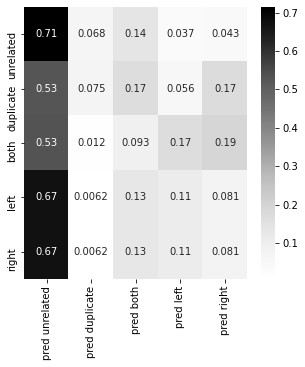 unrelated 0.71 0.068 0.14 0.037 0.043
duplicate 0.53 0.075 0.17 0.056 0.17
both 0.53 0.012 0.093 0.17 0.19
left 0.67 0.0062 0.13 0.11 0.081
right 0.67 0.0062 0.13 0.11 0.081
pred unrelated
pred duplicate
pred both
pred left
pred right
0.7
0.6
0.5
0.4
0.3
0.2
0.1